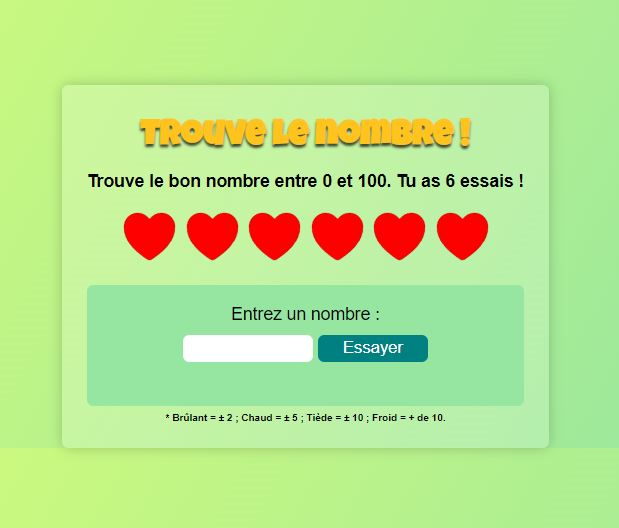 Trouve le nombre !
Trouve le bon nombre entre 0 et 100. Tu as 6 essais !
Entrez un nombre :
Essayer
* Brûlant = ± 2 ; Chaud = ± 5 ; Tiède = ± 10 ; Froid = + de 10.